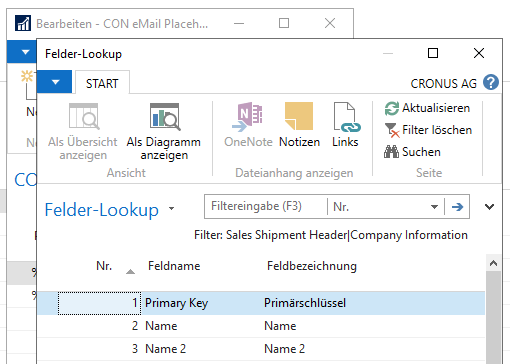 Bearbeiten - CON eMail Placeh
Felder-Lookup
START
CRONUS AG
Als Übersicht anzeigen
Als Diagramm anzeigen
Ansicht
OneNote
Notizen
Links
Dateianhang anzeigen
Aktualisieren
Filter löschen
Suchen
Seite
CO
Felder-Lookup
Filtereingabe (F3)
Nr.
Filter: Sales Shipment Header|Company Information
Nr. Feldname Feldbezeichnung
1 Primary Key Primärschlüssel
2 Name Name
3 Name 2 Name 2